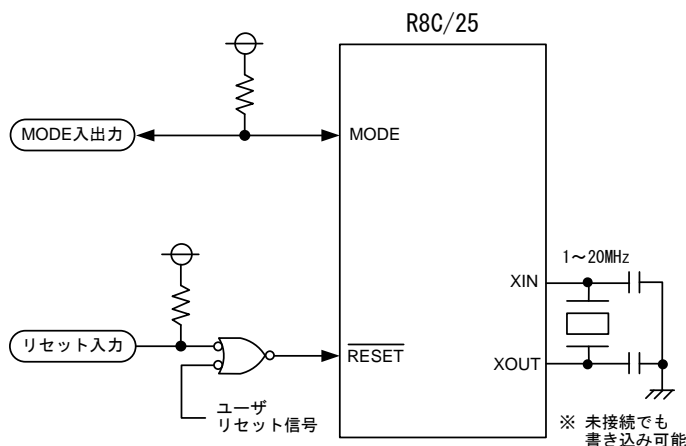 R8C/25
MODE入出力
MODE
1～20MHz
XIN
リセット入力
RESET
XOUT
ユーザ
リセット信号
※ 未接続でも
書き込み可能